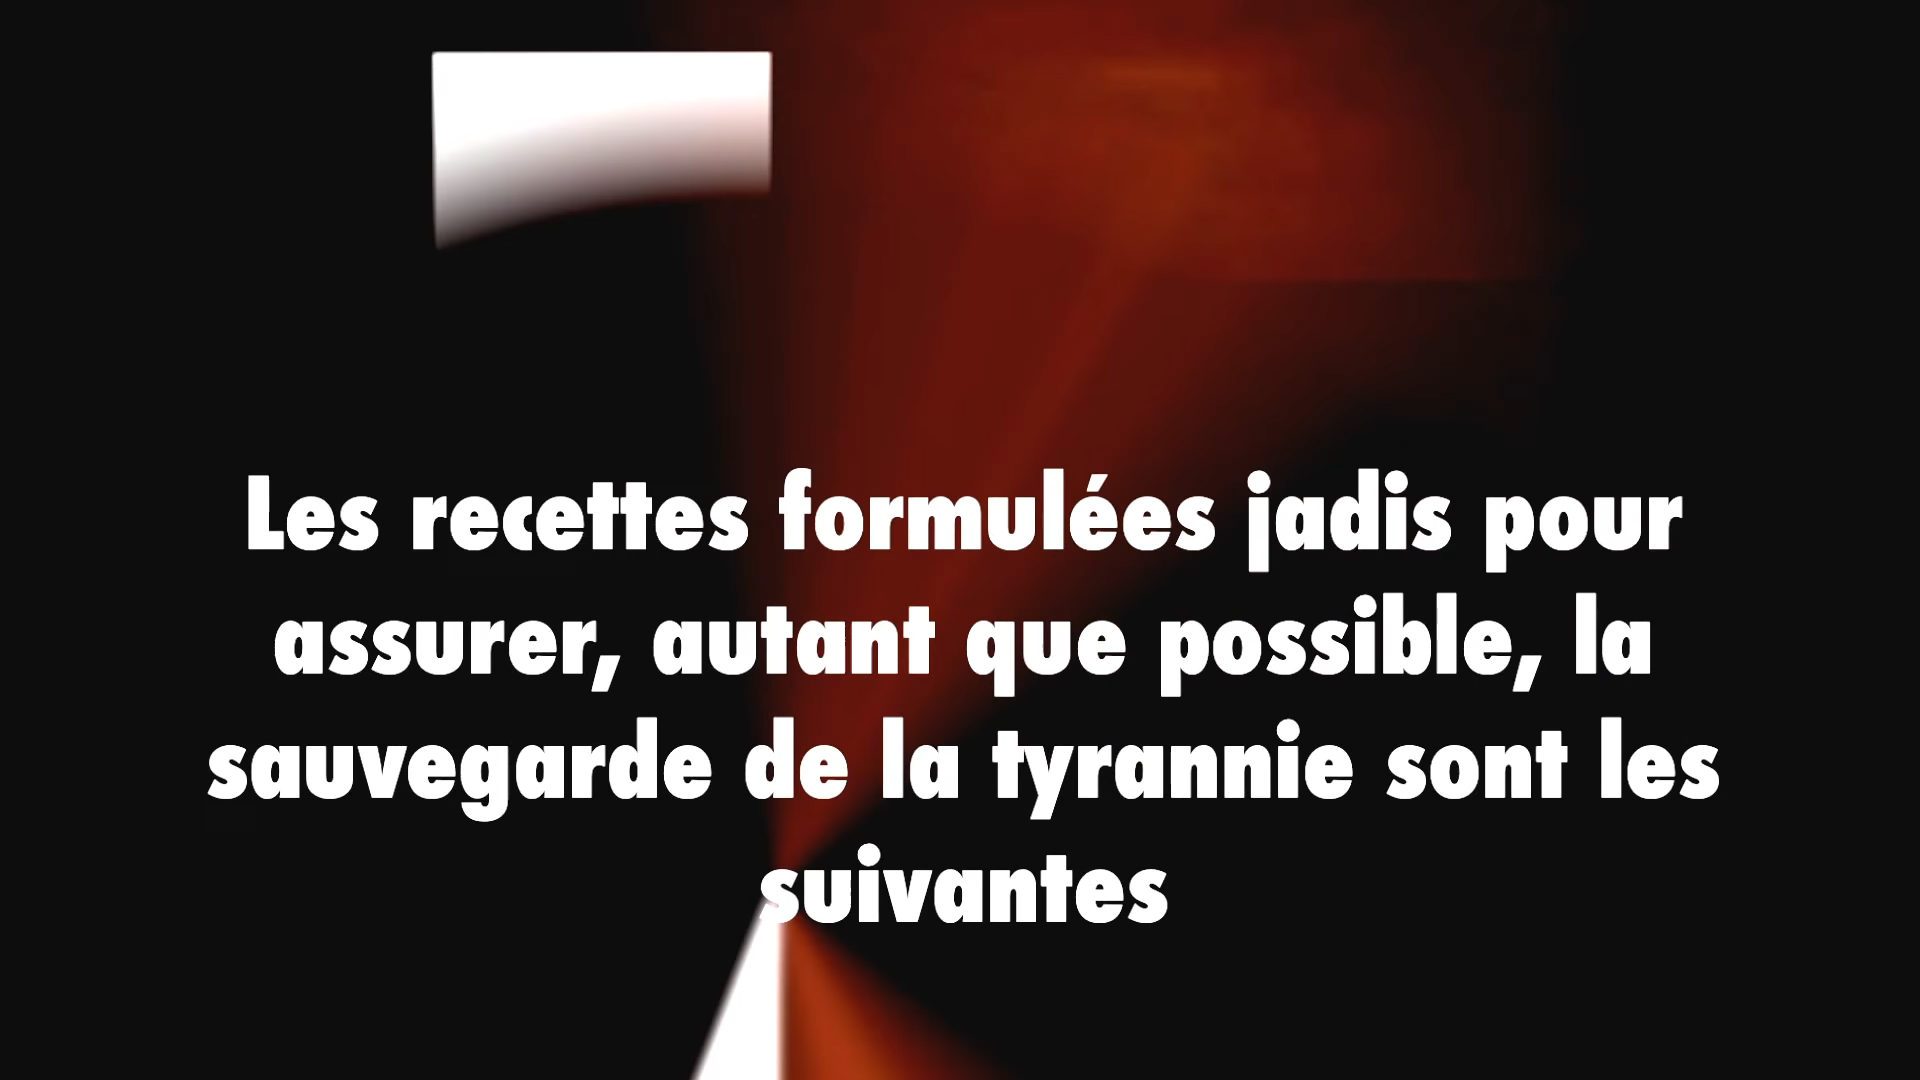 Les recettes formulées jadis pour
assurer, autant que possible, la
sauvegarde de la tyrannie sont les
suivantes